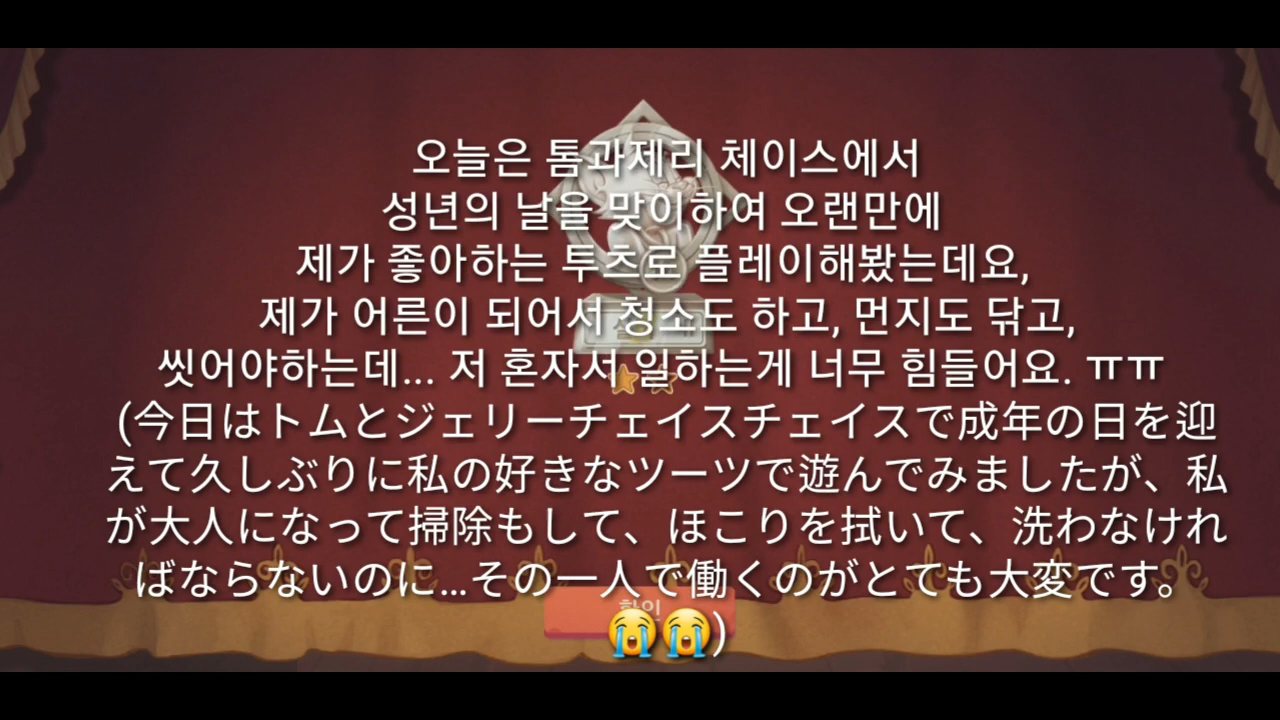 오늘은 톰과제리 체이스에서
성년의 날을 맞이하여 오랜만에
제가 좋아하는 투츠로 플레이해봤는데요,
제가 어른이 되어서 청소도 하고, 먼지도 닦고,
씻어야하는데... 저 혼자서 일하는게 너무 힘들어요. ㅠㅠ
(今日はトムとジェリーチェイスチェイスで成年の日を迎
えて久しぶりに私の好きなツーツで遊んでみましたが、私
が大人になって掃除もして、ほこりを拭いて、洗わなけれ
ばならないのに...その一人で働くのがとても大変です。
😭😭)
확인